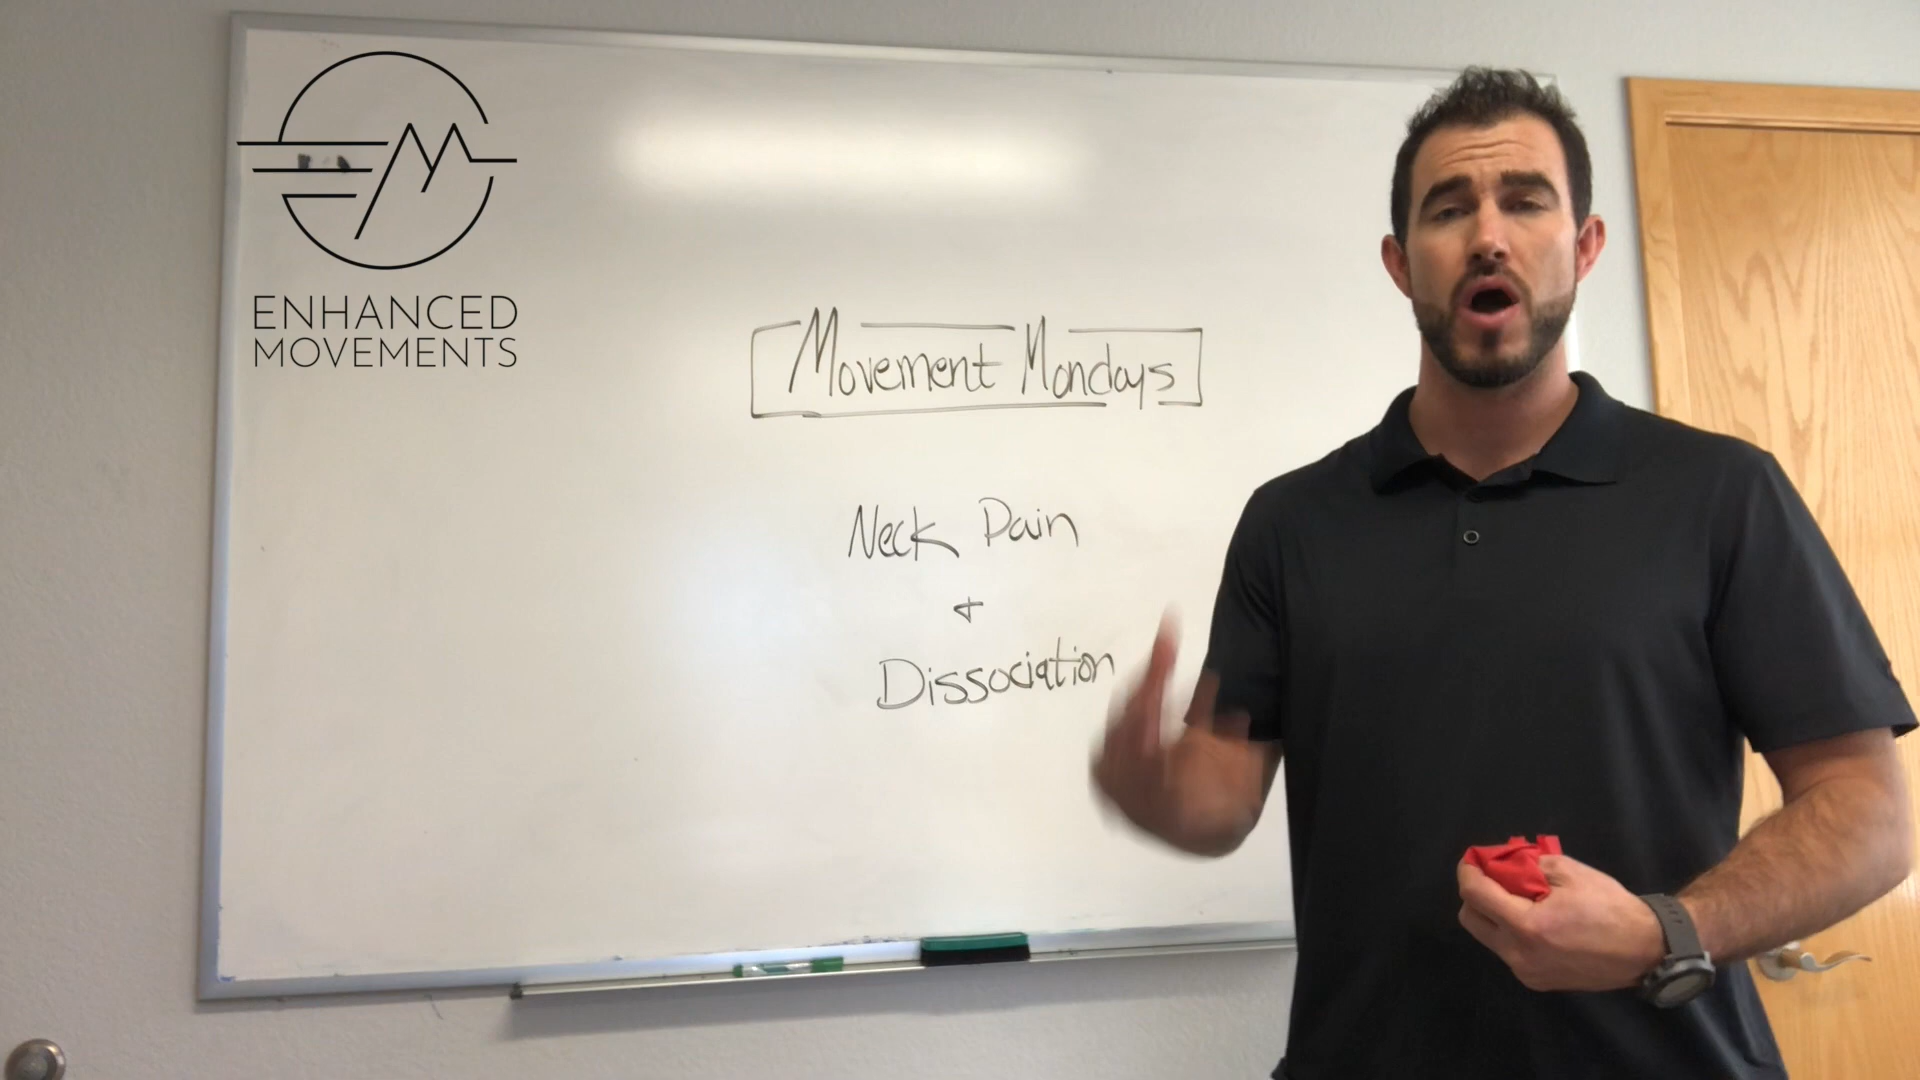 ENHANCED
MOVEMENTS
Movement Mondays
Neck Pain
+
Dissociation